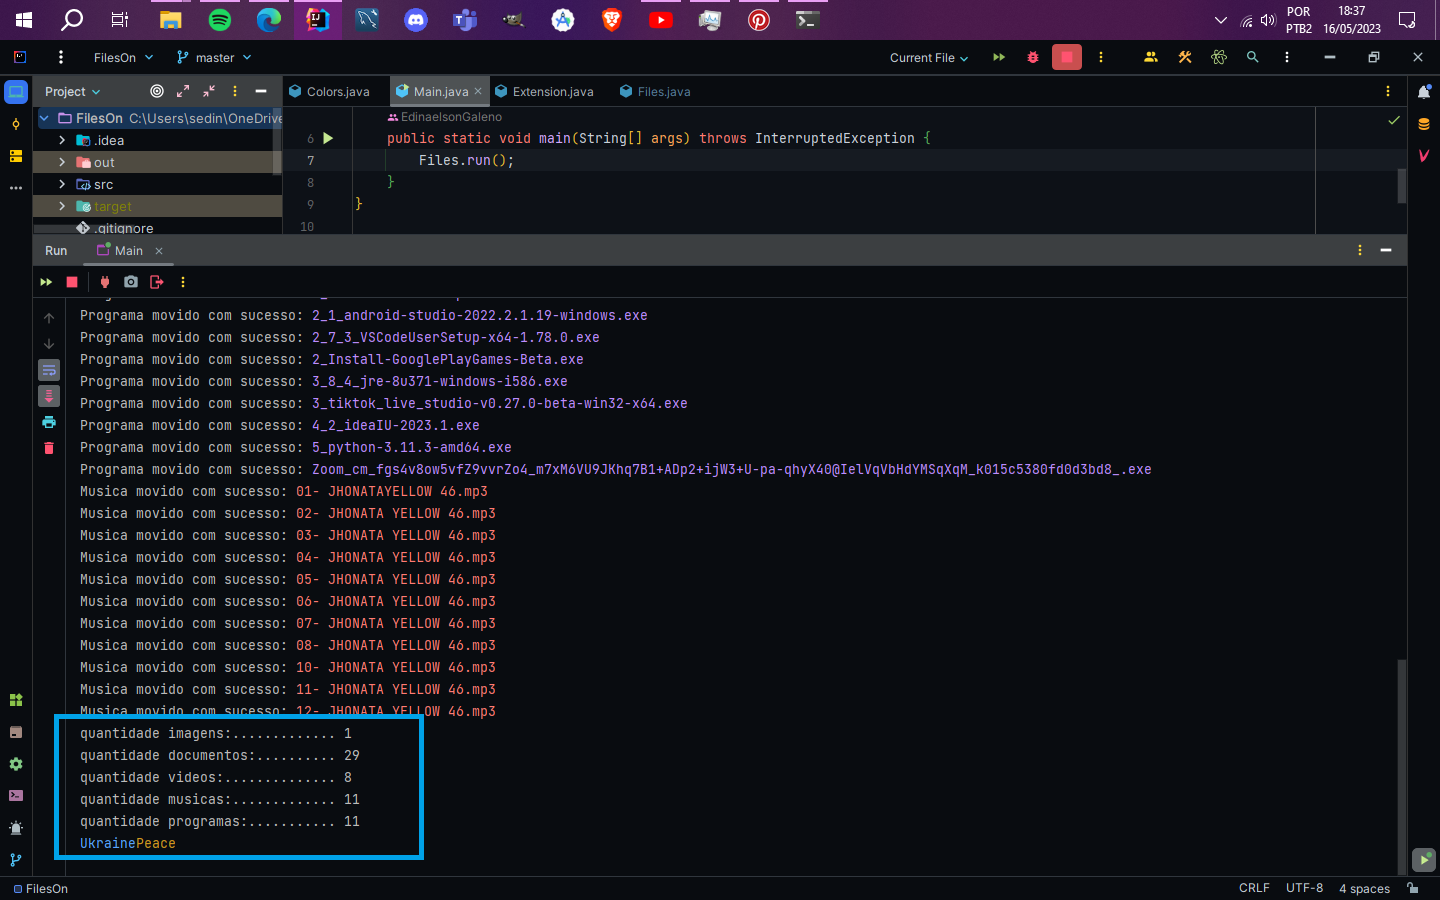 POR
PTB2
18:37
16/05/2023
FilesOn
master
Current File
Project
Colors.java
Main.java
Extension.java
Files.java
FilesOn C:\Users\sedin\OneDrive
.idea
out
src
target
.gitignore
EdinaelsonGaleno
6 public static void main(String[] args) throws InterruptedException {
7 Files.run();
8 }
9 }
10
Run Main
Programa movido com sucesso: 2_1_android-studio-2022.2.1.19-windows.exe
Programa movido com sucesso: 2_7_3_VSCodeUserSetup-x64-1.78.0.exe
Programa movido com sucesso: 2_Install-GooglePlayGames-Beta.exe
Programa movido com sucesso: 3_8_4_jre-8u371-windows-i586.exe
Programa movido com sucesso: 3_tiktok_live_studio-v0.27.0-beta-win32-x64.exe
Programa movido com sucesso: 4_2_ideaIU-2023.1.exe
Programa movido com sucesso: 5_python-3.11.3-amd64.exe
Programa movido com sucesso: Zoom_cm_fgs4v8ow5vfZ9vvrZo4_m7xM6VU9JKhq7B1+ADp2+ijW3+U-pa-qhyX40@IelVqVbHdYMSqXqM_k015c5380fd0d3bd8_.exe
Musica movido com sucesso: 01- JHONATAYELLOW 46.mp3
Musica movido com sucesso: 02- JHONATA YELLOW 46.mp3
Musica movido com sucesso: 03- JHONATA YELLOW 46.mp3
Musica movido com sucesso: 04- JHONATA YELLOW 46.mp3
Musica movido com sucesso: 05- JHONATA YELLOW 46.mp3
Musica movido com sucesso: 06- JHONATA YELLOW 46.mp3
Musica movido com sucesso: 07- JHONATA YELLOW 46.mp3
Musica movido com sucesso: 08- JHONATA YELLOW 46.mp3
Musica movido com sucesso: 10- JHONATA YELLOW 46.mp3
Musica movido com sucesso: 11- JHONATA YELLOW 46.mp3
Musica movido com sucesso: 12- JHONATA YELLOW 46.mp3
quantidade imagens:............. 1
quantidade documentos:.......... 29
quantidade videos:.............. 8
quantidade musicas:............. 11
quantidade programas:........... 11
UkrainePeace
FilesOn
CRLF UTF-8 4 spaces